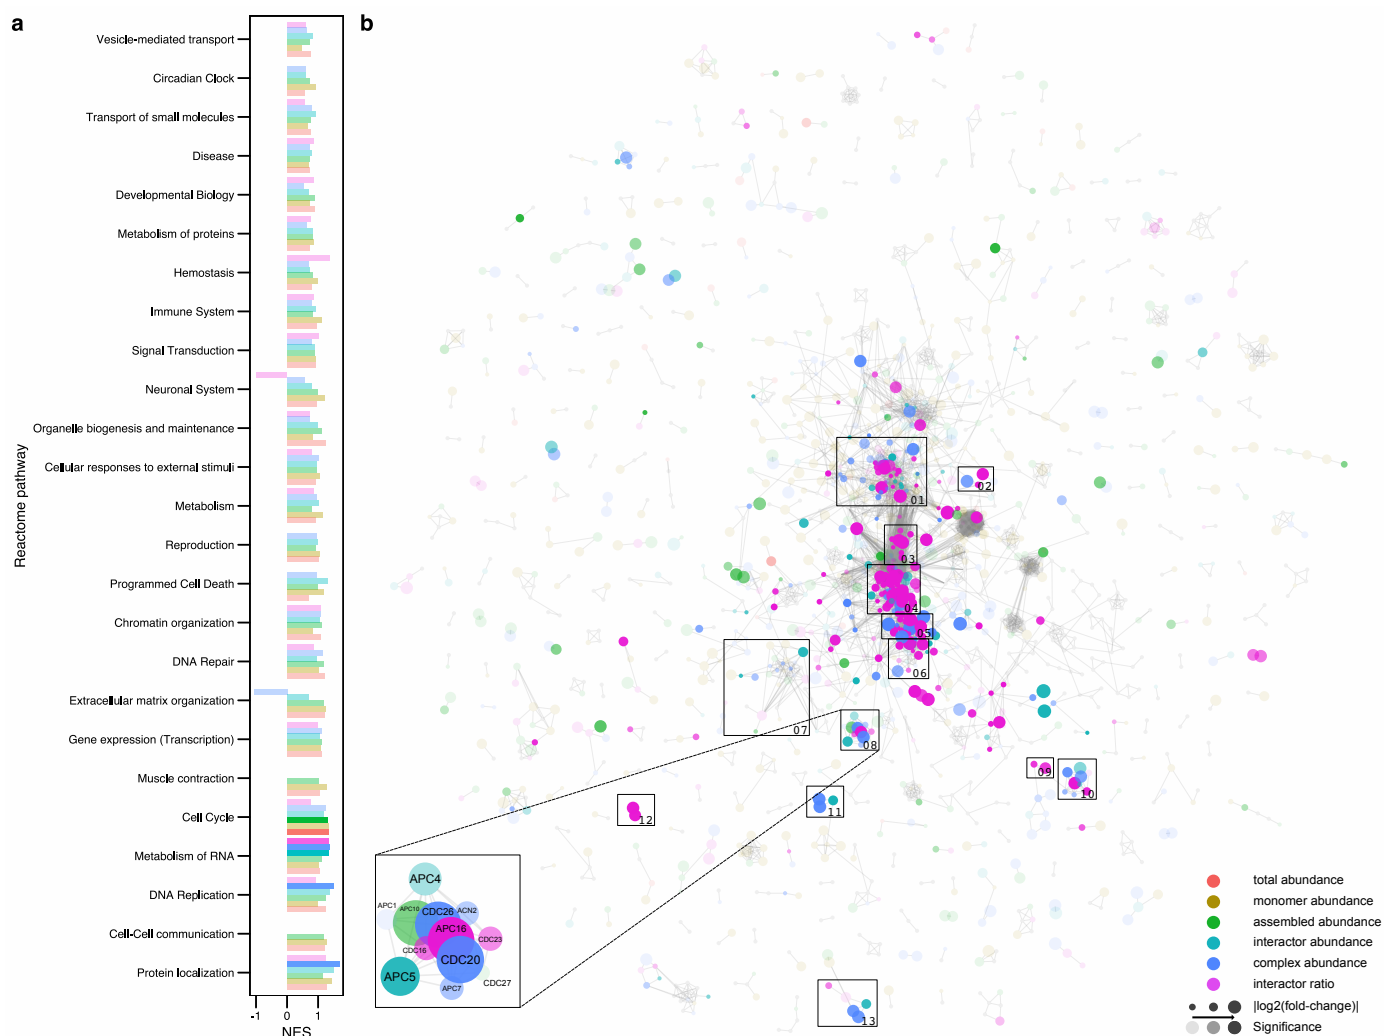 a
b
Reactome pathway
Vesicle-mediated transport
Circadian Clock
Transport of small molecules
Disease
Developmental Biology
Metabolism of proteins
Hemostasis
Immune System
Signal Transduction
Neuronal System
Organelle biogenesis and maintenance
Cellular responses to external stimuli
Metabolism
Reproduction
Programmed Cell Death
Chromatin organization
DNA Repair
Extracellular matrix organization
Gene expression (Transcription)
Muscle contraction
Cell Cycle
Metabolism of RNA
DNA Replication
Cell-Cell communication
Protein localization
-1 0 1
NES
01
02
03
04
05
06
07
08
09
10
11
12
13
APC4
APC1
APC10
CDC26
ACN2
APC16
CDC16
CDC23
CDC20
APC5
CDC27
APC7
total abundance
monomer abundance
assembled abundance
interactor abundance
complex abundance
interactor ratio
|log2(fold-change)|
Significance